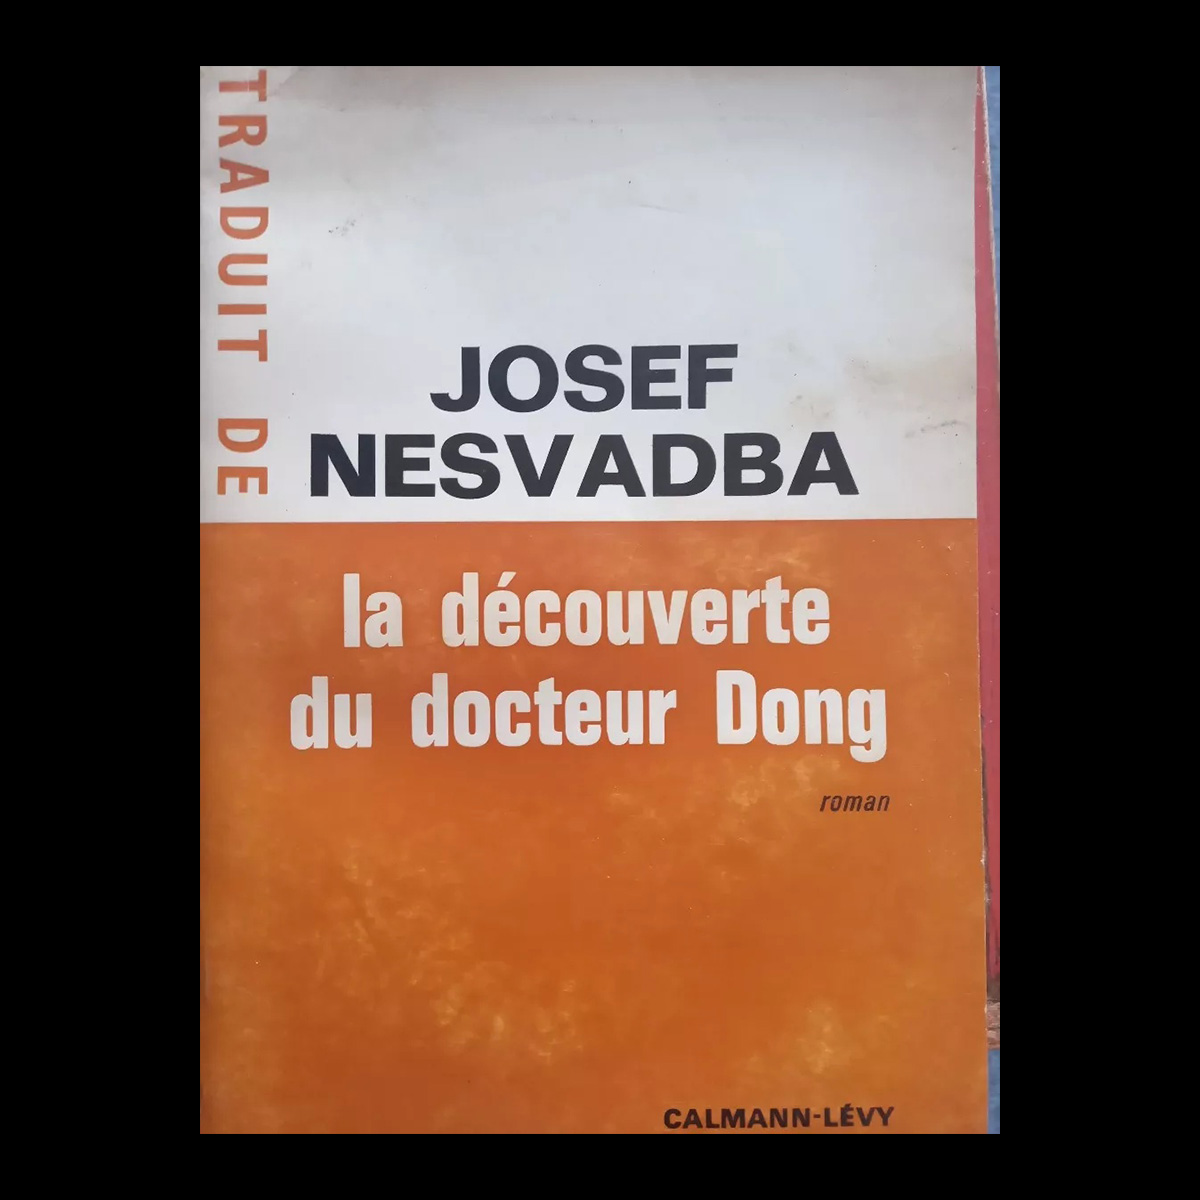 TRADUIT DE
JOSEF
NESVADBA
la découverte
du docteur Dong
roman
CALMANN-LÉVY